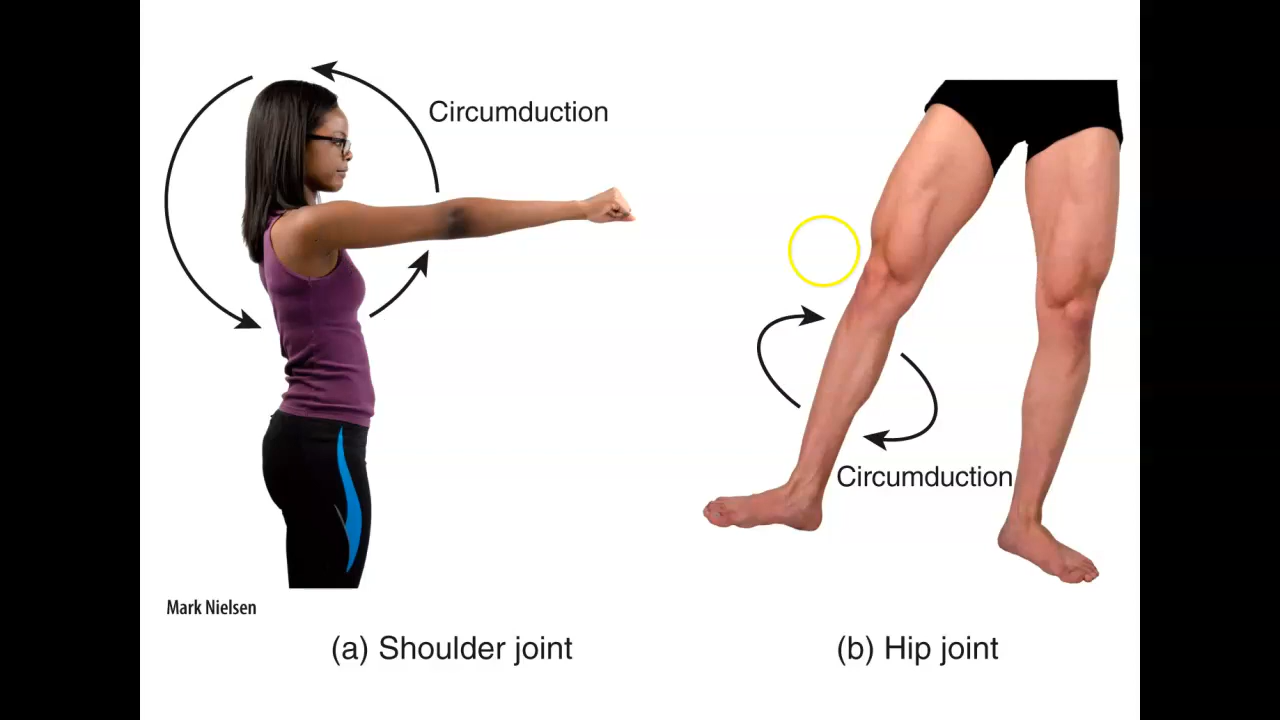 Circumduction
Circumduction
Mark Nielsen
(a) Shoulder joint
(b) Hip joint